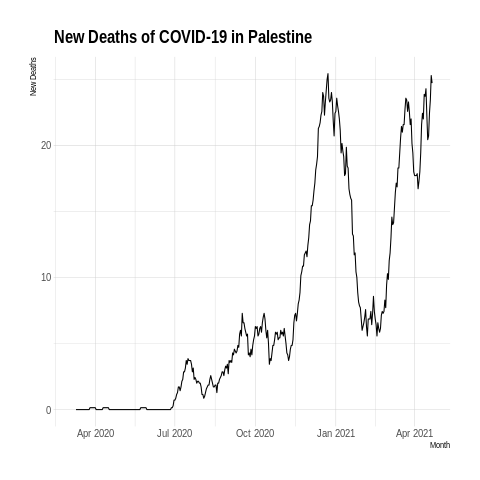 New Deaths of COVID-19 in Palestine
New Deaths
20
10
0
Apr 2020 Jul 2020 Oct 2020 Jan 2021 Apr 2021
Month